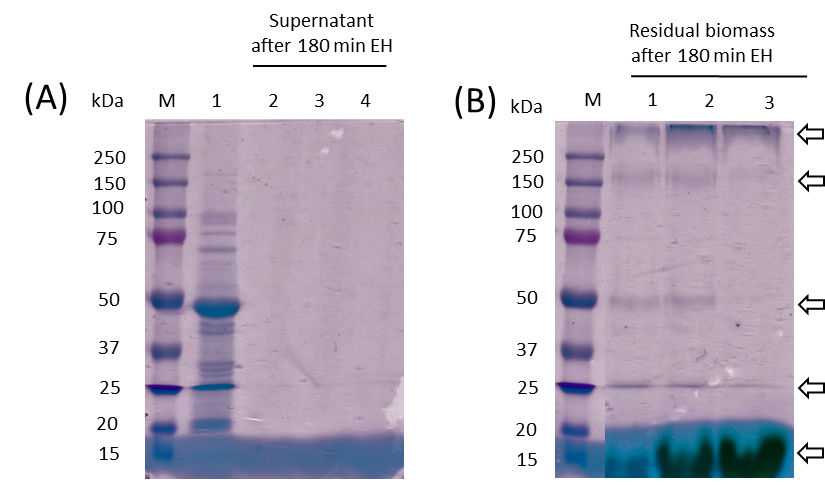 Supernatant
after 180 min EH
(A)
kDa
M
1
2
3
4
250
150
100
75
50
37
25
20
15
Residual biomass
after 180 min EH
(B)
kDa
M
1
2
3
250
150
100
75
50
37
25
20
15